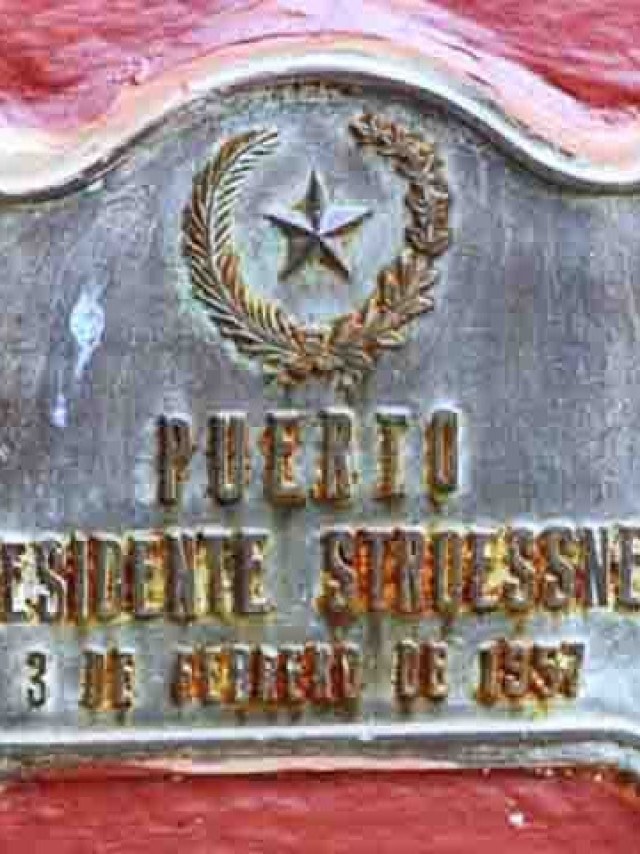 PUERTO
ESIDENTE STROESSNE
3 DE FEBRERO DE 1957